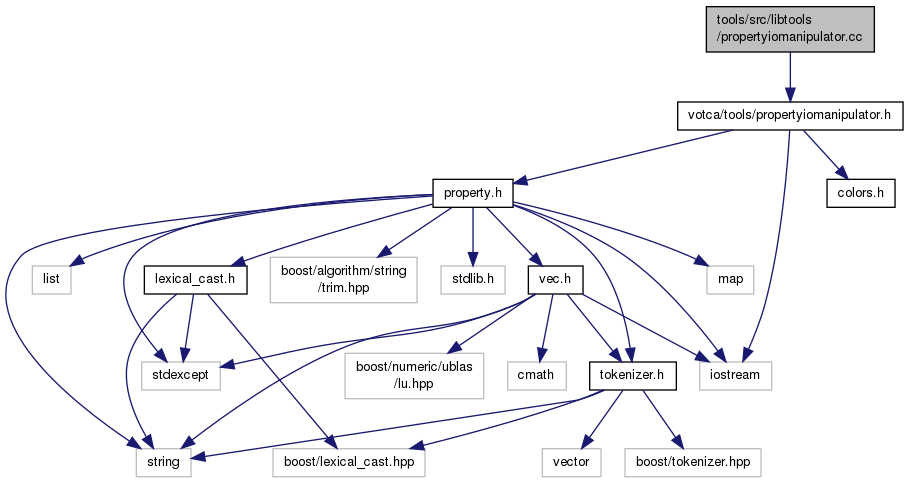 tools/src/libtools
/propertyiomanipulator.cc
votca/tools/propertyiomanipulator.h
property.h
colors.h
list
lexical_cast.h
boost/algorithm/string
/trim.hpp
stdlib.h
vec.h
map
stdexcept
boost/numeric/ublas
/lu.hpp
cmath
tokenizer.h
iostream
string
boost/lexical_cast.hpp
vector
boost/tokenizer.hpp